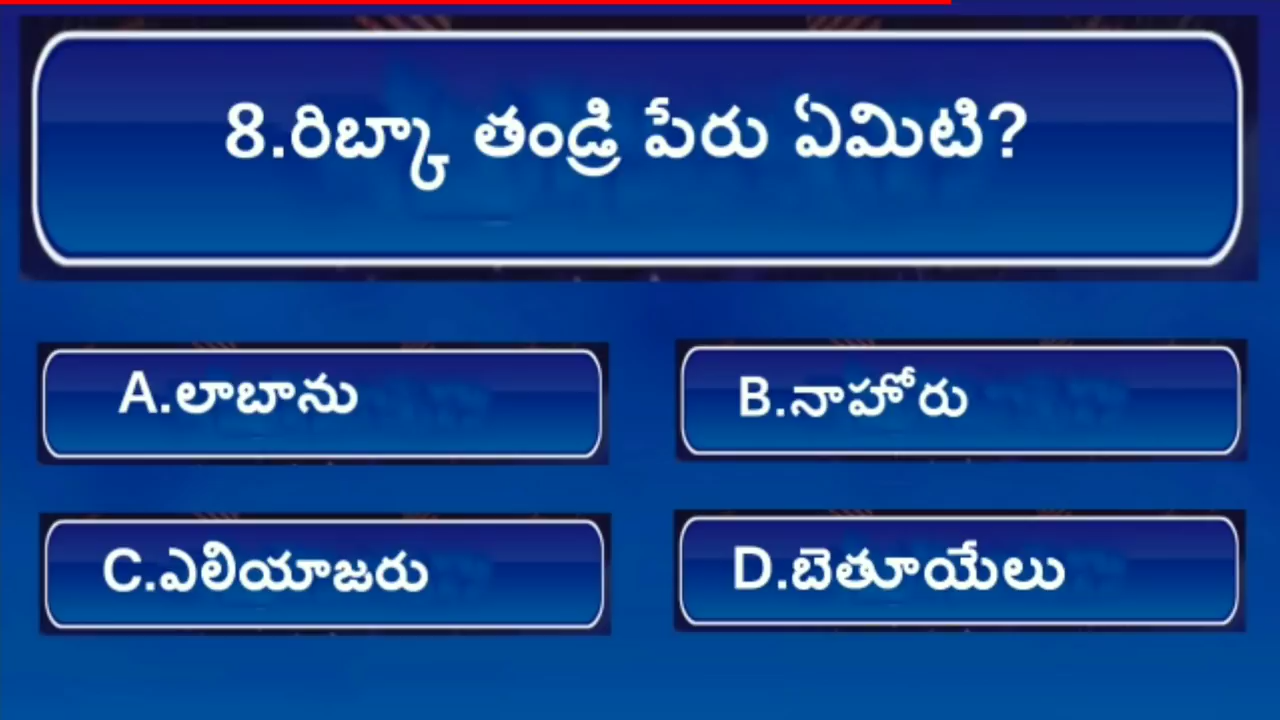 8.రిబ్కా తండ్రి పేరు ఏమిటి?
A.లాబాను
B.నాహోరు
C.ఎలియాజరు
D.బెతూయేలు